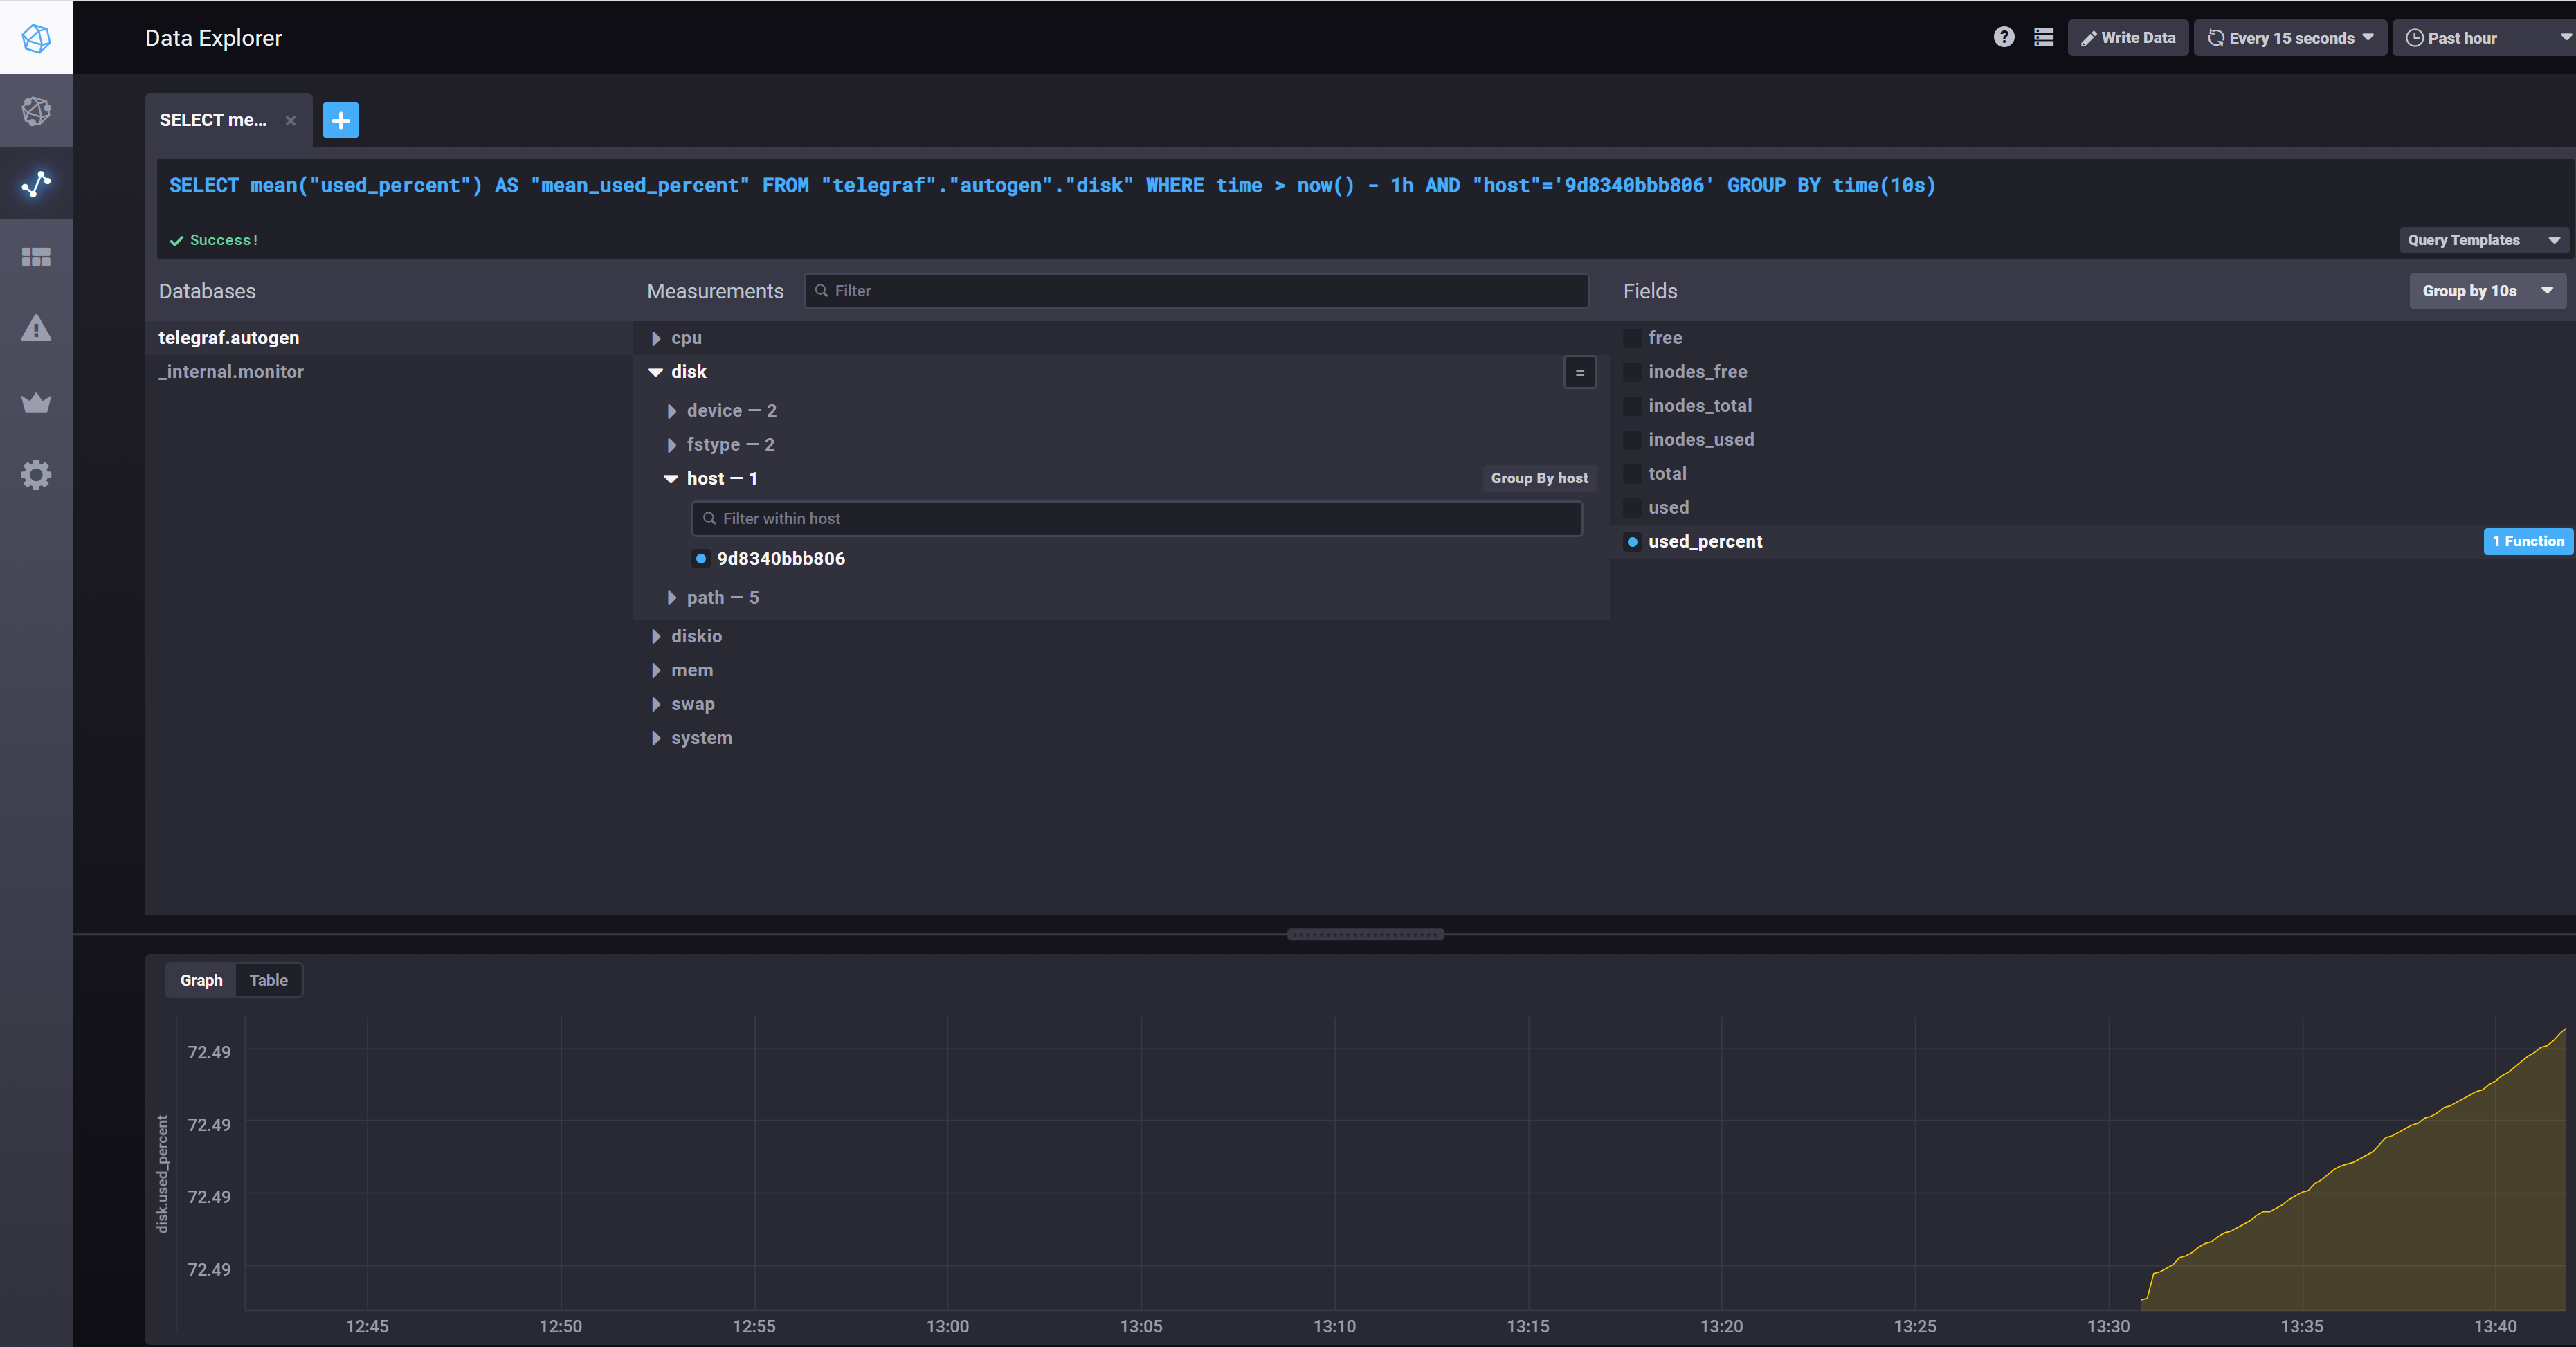 Data Explorer
Write Data
Every 15 seconds
Past hour
SELECT me...
SELECT mean("used_percent") AS "mean_used_percent" FROM "telegraf"."autogen"."disk" WHERE time > now() - 1h AND "host"='9d8340bbb806' GROUP BY time(10s)
Success!
Query Templates
Databases
Measurements
Filter
Fields
Group by 10s
telegraf.autogen
_internal.monitor
cpu
disk
=
device — 2
fstype — 2
host — 1
Group By host
Filter within host
9d8340bbb806
path — 5
diskio
mem
swap
system
free
inodes_free
inodes_total
inodes_used
total
used
used_percent
1 Function
Graph
Table
disk.used_percent
72.49
72.49
72.49
72.49
12:45
12:50
12:55
13:00
13:05
13:10
13:15
13:20
13:25
13:30
13:35
13:40